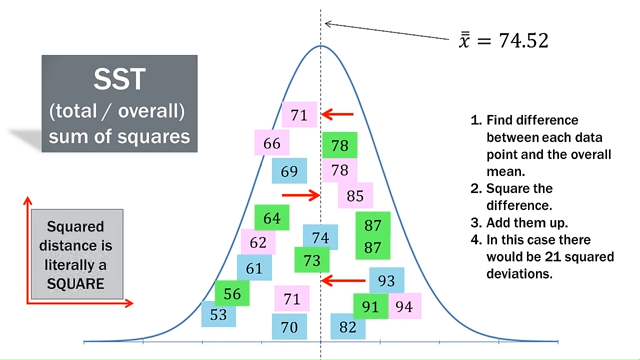 x̿ = 74.52
SST
(total / overall)
sum of squares
71
66
78
69
78
85
64
87
74
62
87
73
61
93
56
71
91
94
53
70
82
Squared
distance is
literally a
SQUARE
1. Find difference
between each data
point and the overall
mean.
2. Square the
difference.
3. Add them up.
4. In this case there
would be 21 squared
deviations.